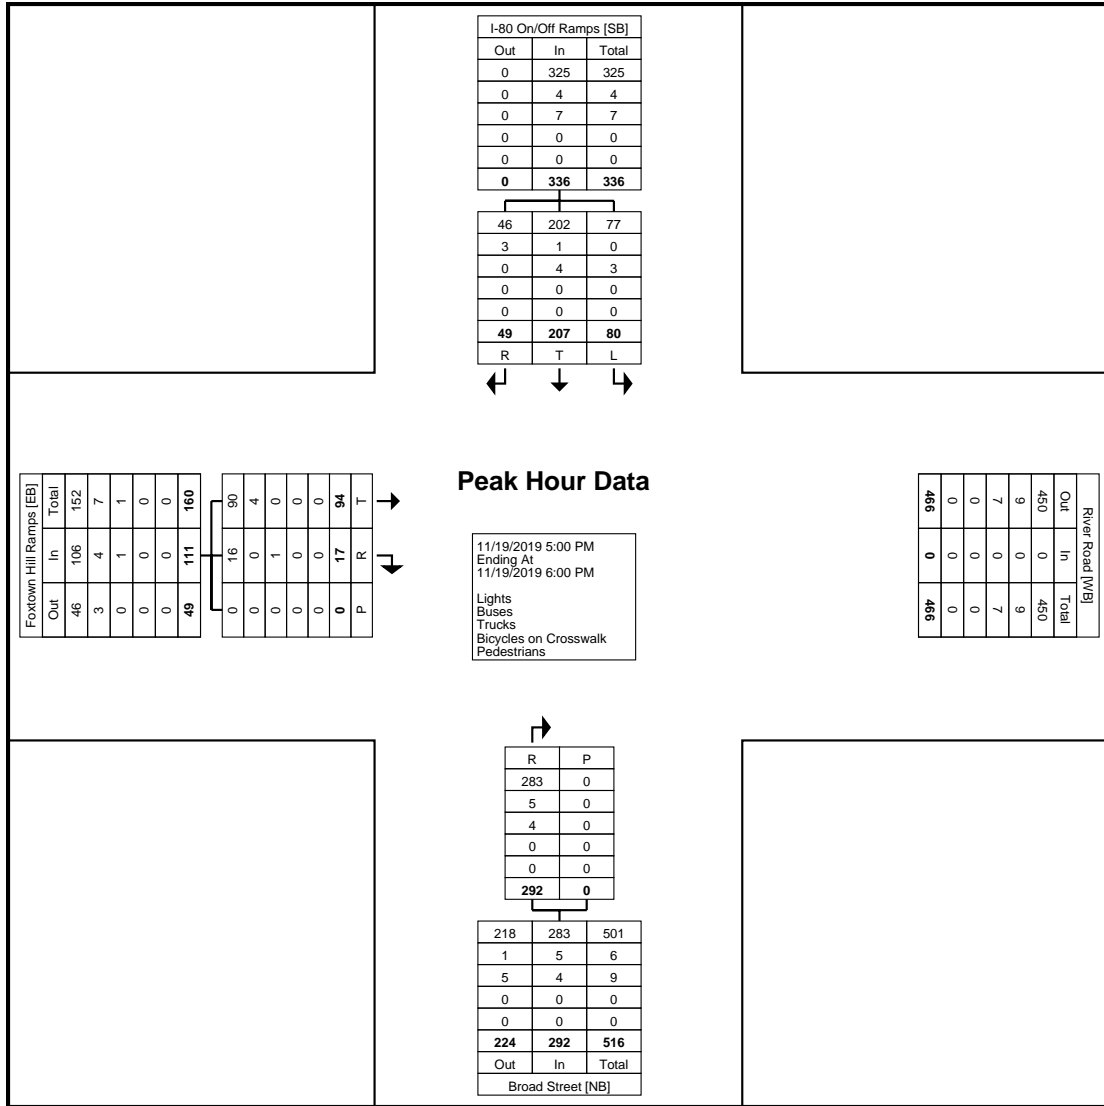 I-80 On/Off Ramps [SB]
Out In Total
0 325 325
0 4 4
0 7 7
0 0 0
0 0 0
0 336 336
46 202 77
3 1 0
0 4 3
0 0 0
0 0 0
49 207 80
R T L
Foxtown Hill Ramps [EB]
Total 152 7 1 0 0 160
In 106 4 1 0 0 111
Out 46 3 0 0 0 49
90 4 0 0 0 94 T
16 0 1 0 0 17 R
0 0 0 0 0 0 P
Peak Hour Data
11/19/2019 5:00 PM
Ending At
11/19/2019 6:00 PM
Lights
Buses
Trucks
Bicycles on Crosswalk
Pedestrians
River Road [WB]
Out In Total
450 0 450
9 0 9
7 0 7
0 0 0
0 0 0
466 0 466
R P
283 0
5 0
4 0
0 0
0 0
292 0
218 283 501
1 5 6
5 4 9
0 0 0
0 0 0
224 292 516
Out In Total
Broad Street [NB]